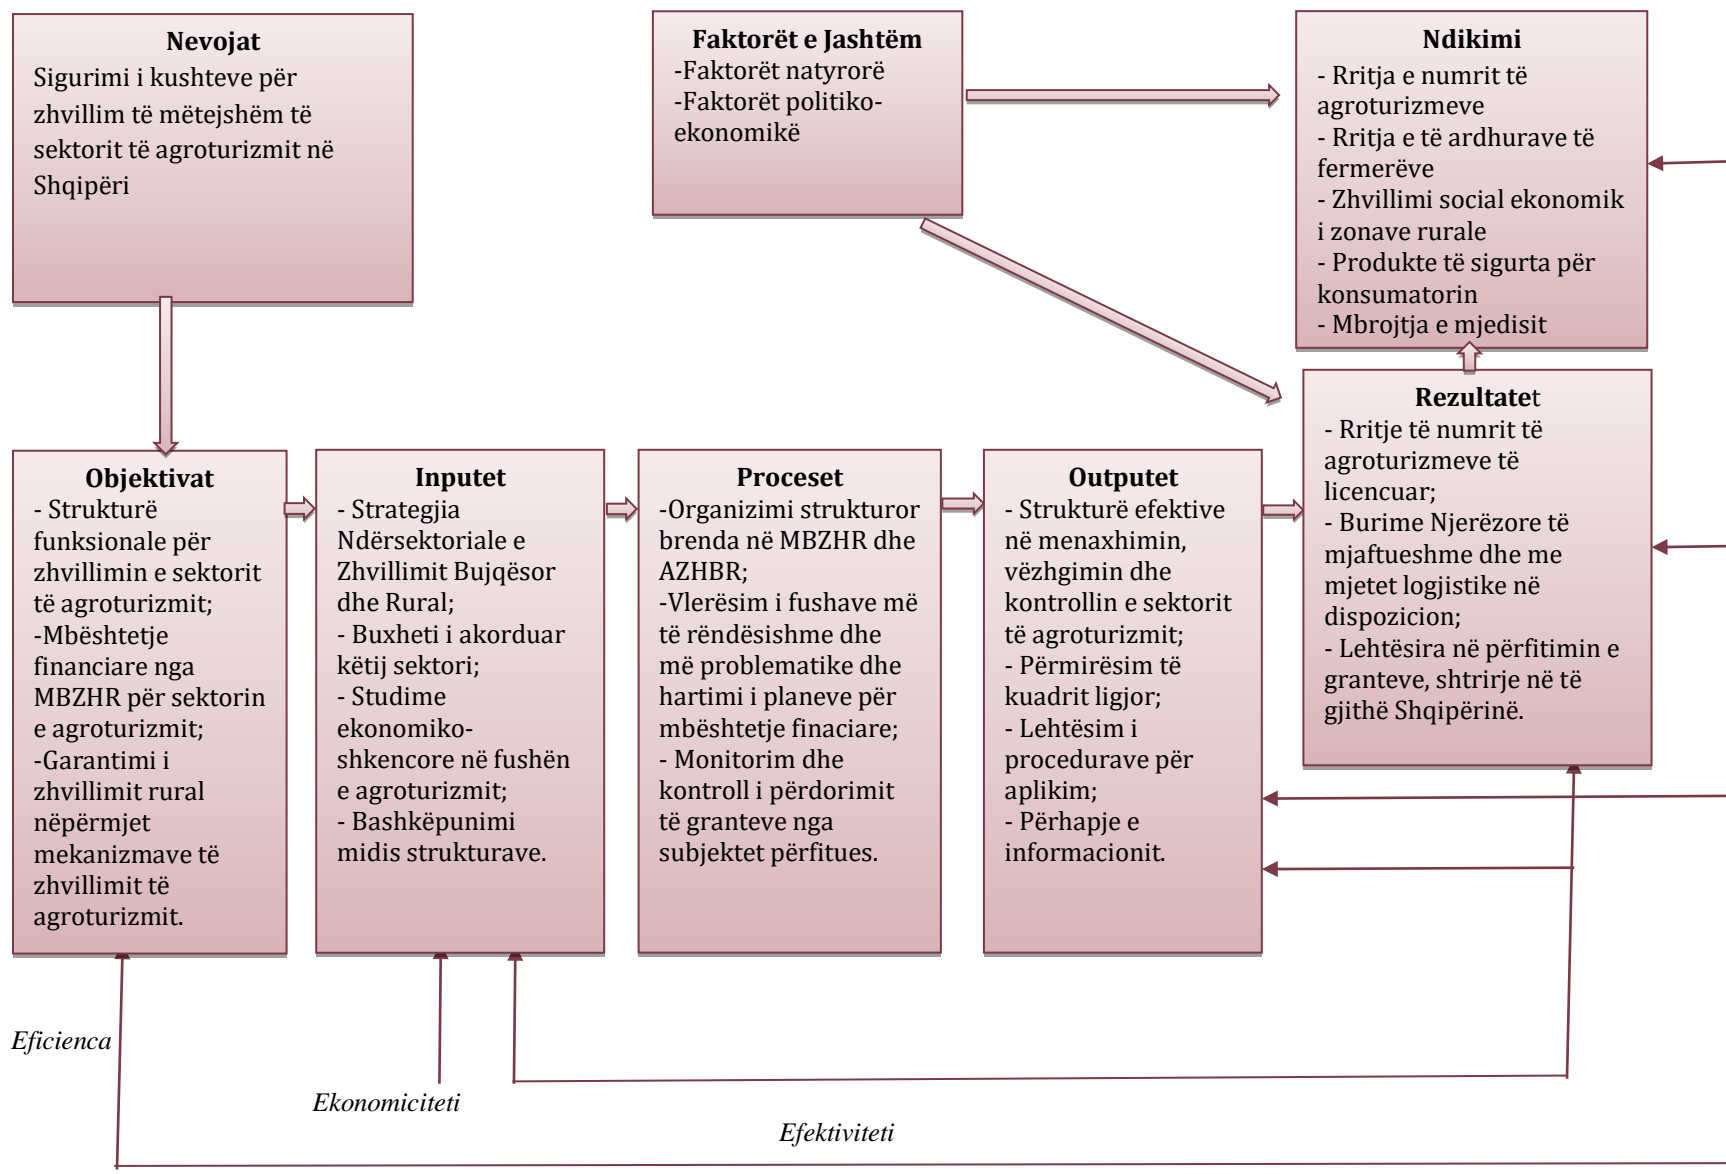 Nevojat
Sigurimi i kushteve për
zhvillim të mëtejshëm të
sektorit të agroturizmit në
Shqipëri
Faktorët e Jashtëm
-Faktorët natyrorë
-Faktorët politiko-
ekonomikë
Ndikimi
- Rritja e numrit të
agroturizmeve
- Rritja e të ardhurave të
fermerëve
- Zhvillimi social ekonomik
i zonave rurale
- Produkte të sigurta për
konsumatorin
- Mbrojtja e mjedisit
Objektivat
- Strukturë
funksionale për
zhvillimin e sektorit
të agroturizmit;
-Mbështetje
financiare nga
MBZHR për sektorin
e agroturizmit;
-Garantimi i
zhvillimit rural
nëpërmjet
mekanizmave të
zhvillimit të
agroturizmit.
Inputet
- Strategjia
Ndërsektoriale e
Zhvillimit Bujqësor
dhe Rural;
- Buxheti i akorduar
këtij sektori;
- Studime
ekonomiko-
shkencore në fushën
e agroturizmit;
- Bashkëpunimi
midis strukturave.
Proceset
-Organizimi strukturor
brenda në MBZHR dhe
AZHBR;
-Vlerësim i fushave më
të rëndësishme dhe
më problematike dhe
hartimi i planeve për
mbështetje finaciare;
- Monitorim dhe
kontroll i përdorimit
të granteve nga
subjektet përfitues.
Outputet
- Strukturë efektive
në menaxhimin,
vëzhgimin dhe
kontrollin e sektorit
të agroturizmit;
- Përmirësim të
kuadrit ligjor;
- Lehtësim i
procedurave për
aplikim;
- Përhapje e
informacionit.
Rezultatet
- Rritje të numrit të
agroturizmeve të
licencuar;
- Burime Njerëzore të
mjaftueshme dhe me
mjetet logjistike në
dispozicion;
- Lehtësira në përfitimin e
granteve, shtrirje në të
gjithë Shqipërinë.
Eficienca
Ekonomiciteti
Efektiviteti